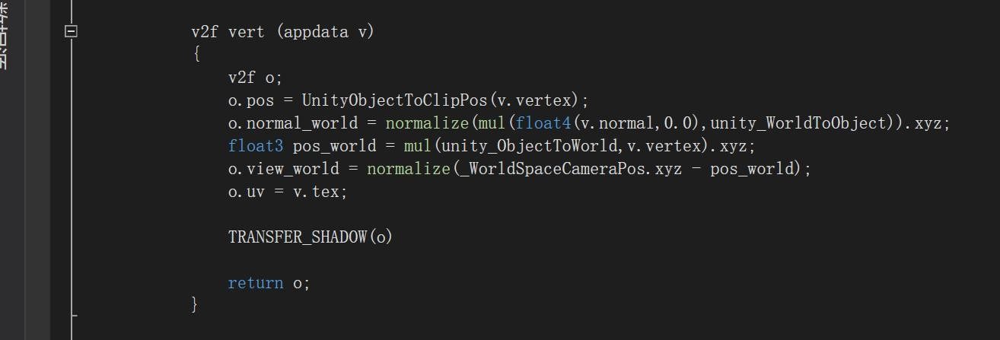 v2f vert (appdata v)
{
v2f o;
o.pos = UnityObjectToClipPos(v.vertex);
o.normal_world = normalize(mul(float4(v.normal,0.0),unity_WorldToObject)).xyz;
float3 pos_world = mul(unity_ObjectToWorld,v.vertex).xyz;
o.view_world = normalize(_WorldSpaceCameraPos.xyz - pos_world);
o.uv = v.tex;
TRANSFER_SHADOW(o)
return o;
}